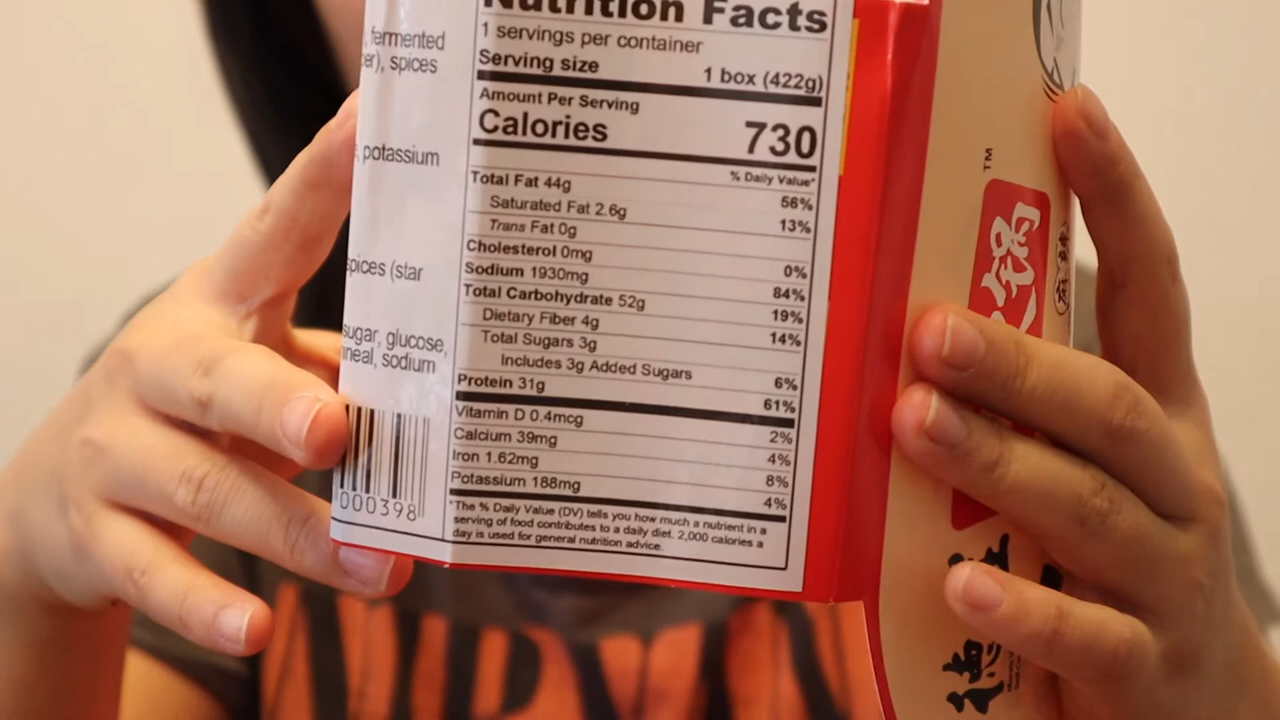 , fermented
er), spices
, potassium
spices (star
sugar, glucose,
neal, sodium
000398
Nutrition Facts
1 servings per container
Serving size 1 box (422g)
Amount Per Serving
Calories 730
% Daily Value*
Total Fat 44g 56%
Saturated Fat 2.6g 13%
Trans Fat 0g
Cholesterol 0mg 0%
Sodium 1930mg 84%
Total Carbohydrate 52g 19%
Dietary Fiber 4g 14%
Total Sugars 3g
Includes 3g Added Sugars 6%
Protein 31g 61%
Vitamin D 0.4mcg 2%
Calcium 39mg 4%
Iron 1.62mg 8%
Potassium 188mg 4%
*The % Daily Value (DV) tells you how much a nutrient in a
serving of food contributes to a daily diet. 2,000 calories a
day is used for general nutrition advice.
TM
火锅
德